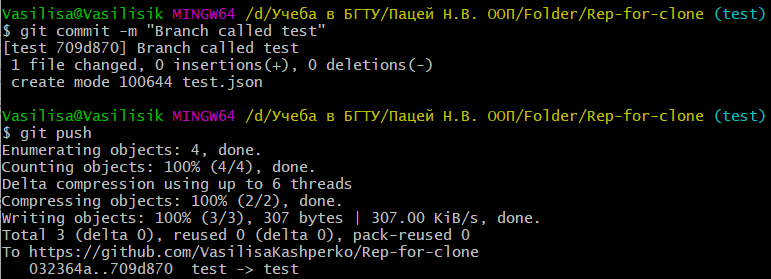 Vasilisa@Vasilisik MINGW64 /d/Учеба в БГТУ/Пацей Н.В. ООП/Folder/Rep-for-clone (test)
$ git commit -m "Branch called test"
[test 709d870] Branch called test
 1 file changed, 0 insertions(+), 0 deletions(-)
 create mode 100644 test.json

Vasilisa@Vasilisik MINGW64 /d/Учеба в БГТУ/Пацей Н.В. ООП/Folder/Rep-for-clone (test)
$ git push
Enumerating objects: 4, done.
Counting objects: 100% (4/4), done.
Delta compression using up to 6 threads
Compressing objects: 100% (2/2), done.
Writing objects: 100% (3/3), 307 bytes | 307.00 KiB/s, done.
Total 3 (delta 0), reused 0 (delta 0), pack-reused 0
To https://github.com/VasilisaKashperko/Rep-for-clone
   032364a..709d870  test -> test